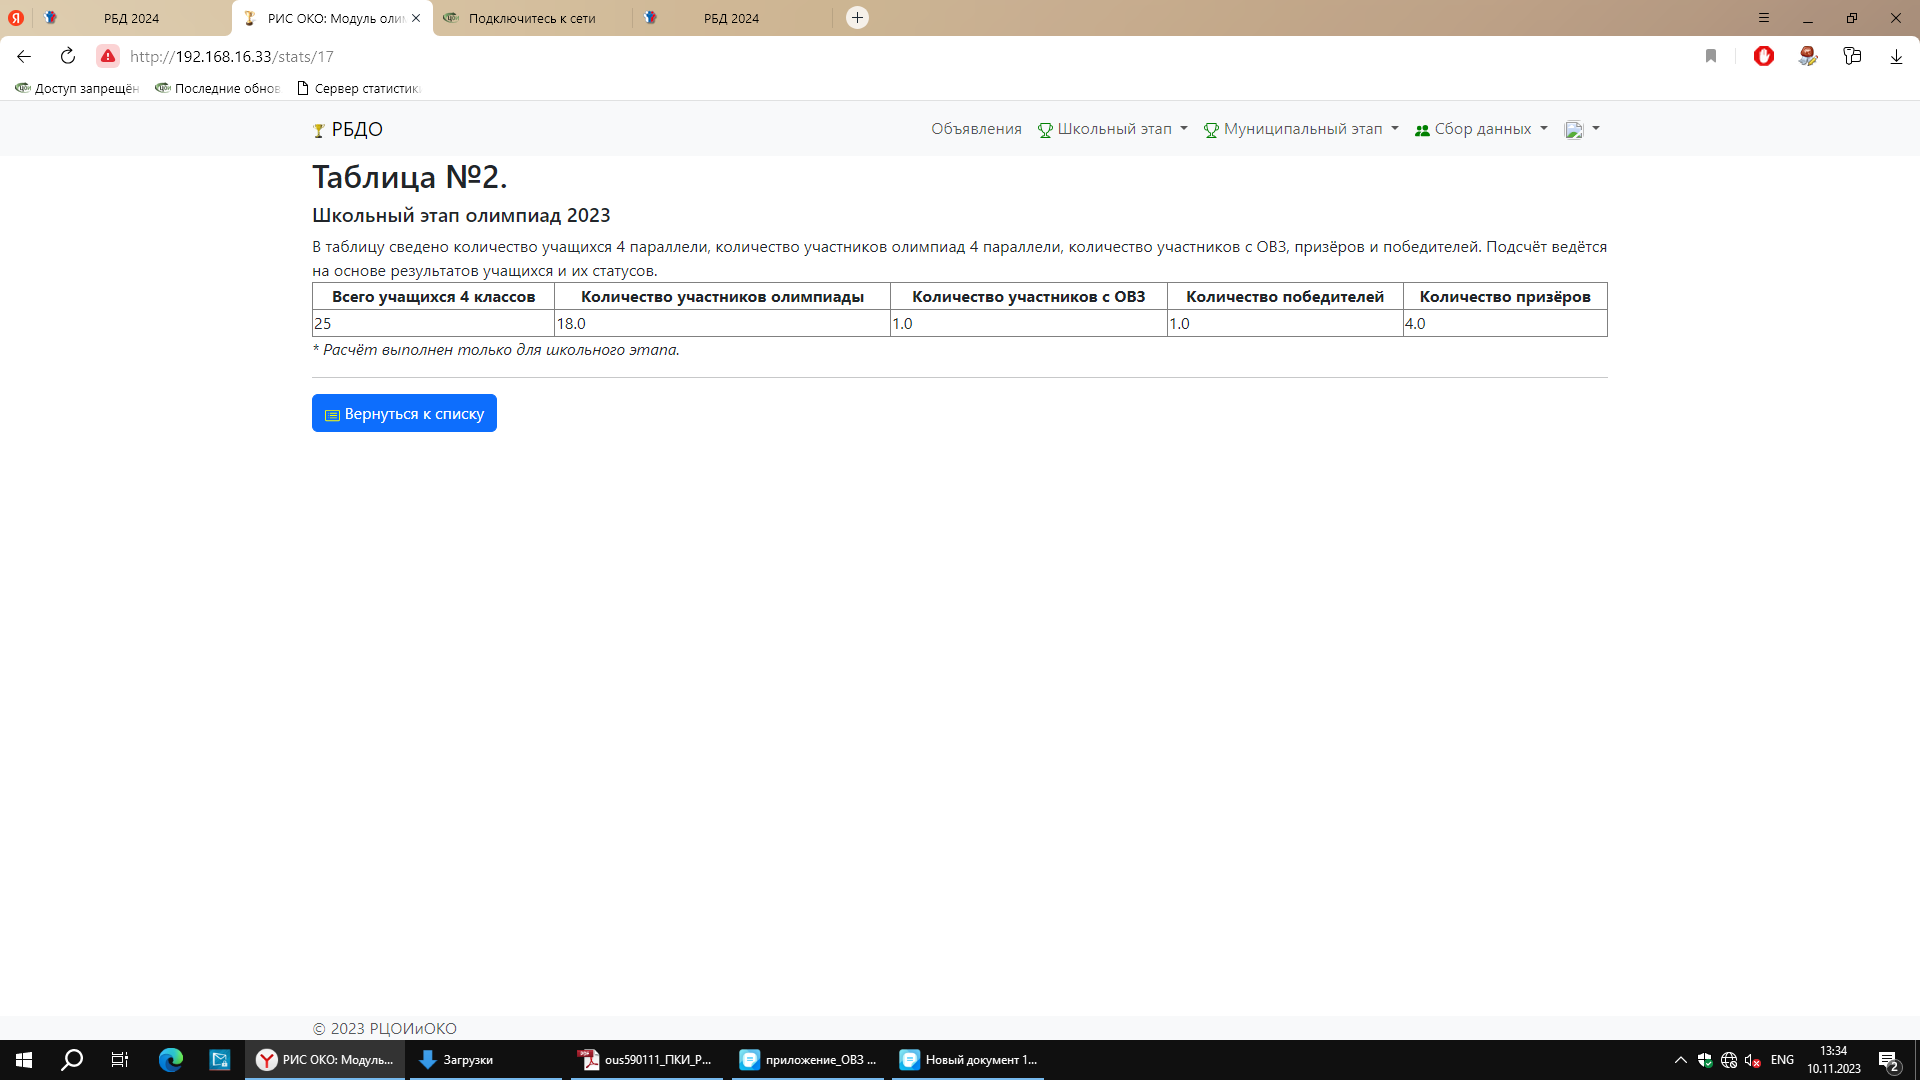 РБД 2024
РИС ОКО: Модуль оли
Подключитесь к сети
РБД 2024
http://192.168.16.33/stats/17
Доступ запрещён
Последние обнов
Сервер статистик
РБДО
Объявления
Школьный этап
Муниципальный этап
Сбор данных
Таблица №2.
Школьный этап олимпиад 2023
В таблицу сведено количество учащихся 4 параллели, количество участников олимпиад 4 параллели, количество участников с ОВЗ, призёров и победителей. Подсчёт ведётся
на основе результатов учащихся и их статусов.
Всего учащихся 4 классов Количество участников олимпиады Количество участников с ОВЗ Количество победителей Количество призёров
25 18.0 1.0 1.0 4.0
* Расчёт выполнен только для школьного этапа.
Вернуться к списку
© 2023 РЦОИиОКО
РИС ОКО: Модуль...
Загрузки
ous590111_ПКИ_Р...
приложение_ОВЗ ...
Новый документ 1...
ENG
13:34
10.11.2023
2